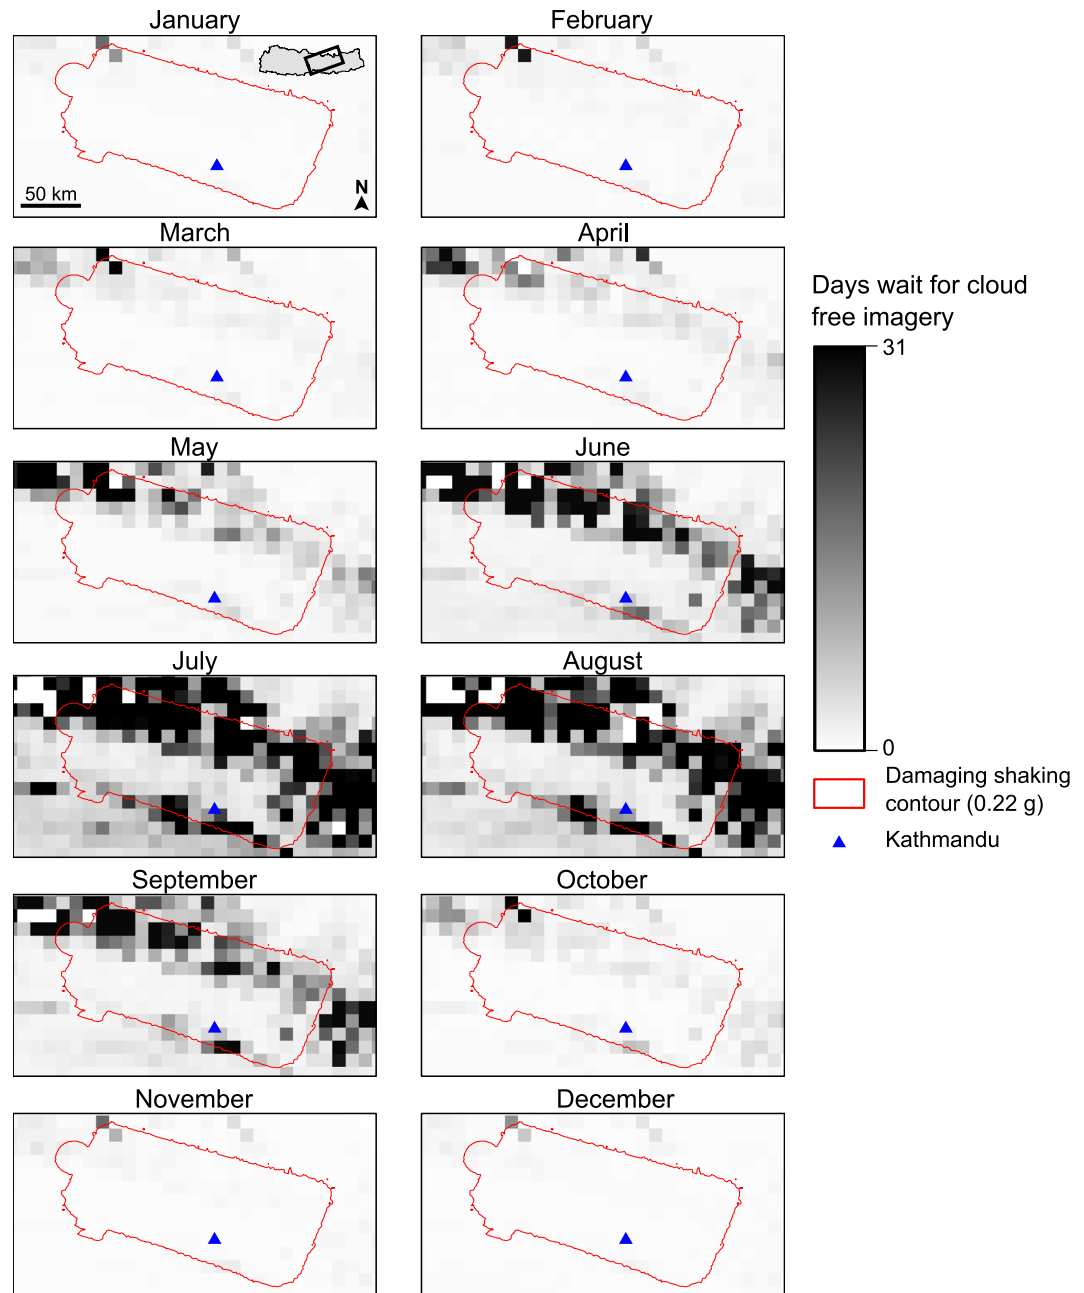 January
February
N
50 km
March
April
Days wait for cloud
free imagery
31
May
June
July
August
0
Damaging shaking
contour (0.22 g)
Kathmandu
September
October
November
December